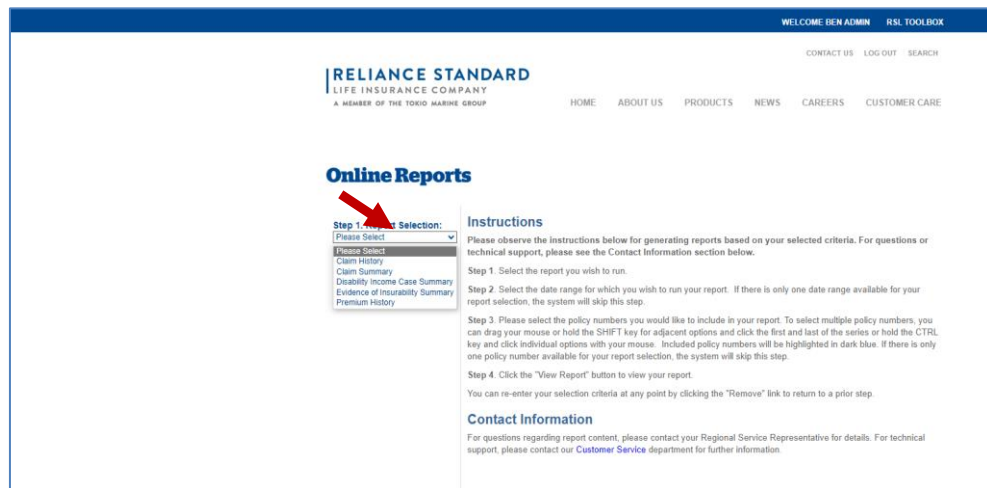 WELCOME BEN ADMIN RSL TOOLBOX
CONTACT US LOG OUT SEARCH
RELIANCE STANDARD
LIFE INSURANCE COMPANY
A MEMBER OF THE TOKIO MARINE GROUP
HOME ABOUT US PRODUCTS NEWS CAREERS CUSTOMER CARE
Online Reports
Step 1. Report Selection:
Please Select
Please Select
Claim History
Claim Summary
Disability Income Case Summary
Evidence of Insurability Summary
Premium History
Instructions
Please observe the instructions below for generating reports based on your selected criteria. For questions or
technical support, please see the Contact Information section below.
Step 1. Select the report you wish to run.
Step 2. Select the date range for which you wish to run your report. If there is only one date range available for your
report selection, the system will skip this step.
Step 3. Please select the policy numbers you would like to include in your report. To select multiple policy numbers, you
can drag your mouse or hold the SHIFT key for adjacent options and click the first and last of the series or hold the CTRL
key and click individual options with your mouse. Included policy numbers will be highlighted in dark blue. If there is only
one policy number available for your report selection, the system will skip this step.
Step 4. Click the "View Report" button to view your report.
You can re-enter your selection criteria at any point by clicking the "Remove" link to return to a prior step.
Contact Information
For questions regarding report content, please contact your Regional Service Representative for details. For technical
support, please contact our Customer Service department for further information.